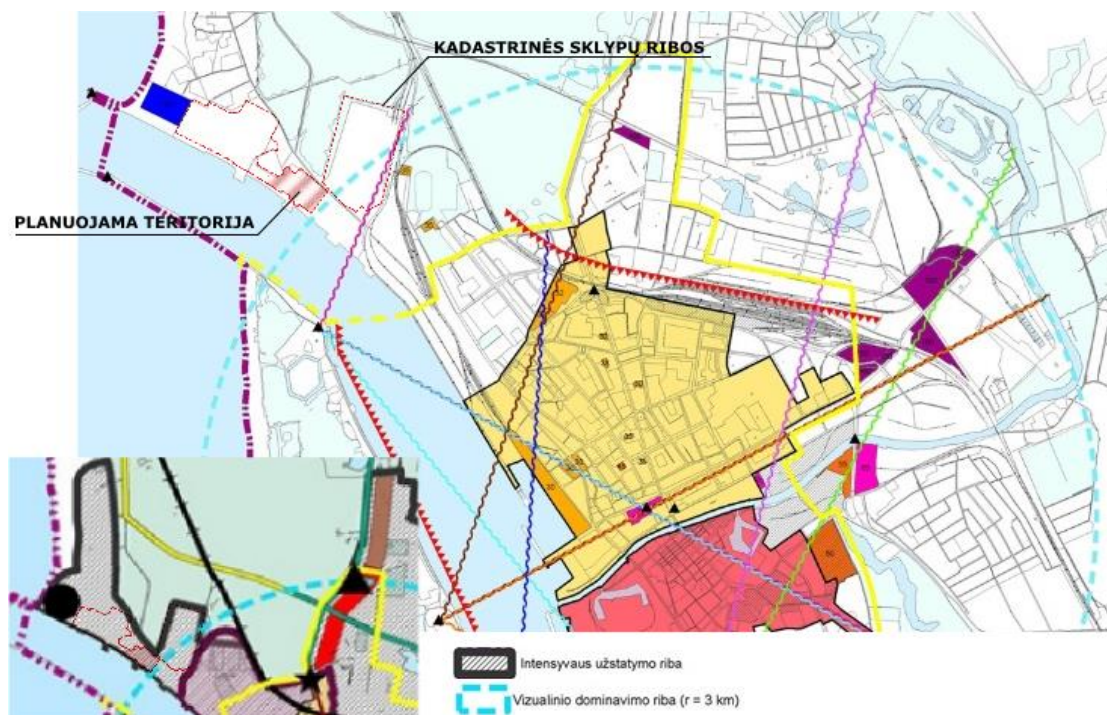 KADASTRINĖS SKLYPŲ RIBOS
PLANUOJAMA TERITORIJA
Intensyvaus užstatymo riba
Vizualinio dominavimo riba (r = 3 km)